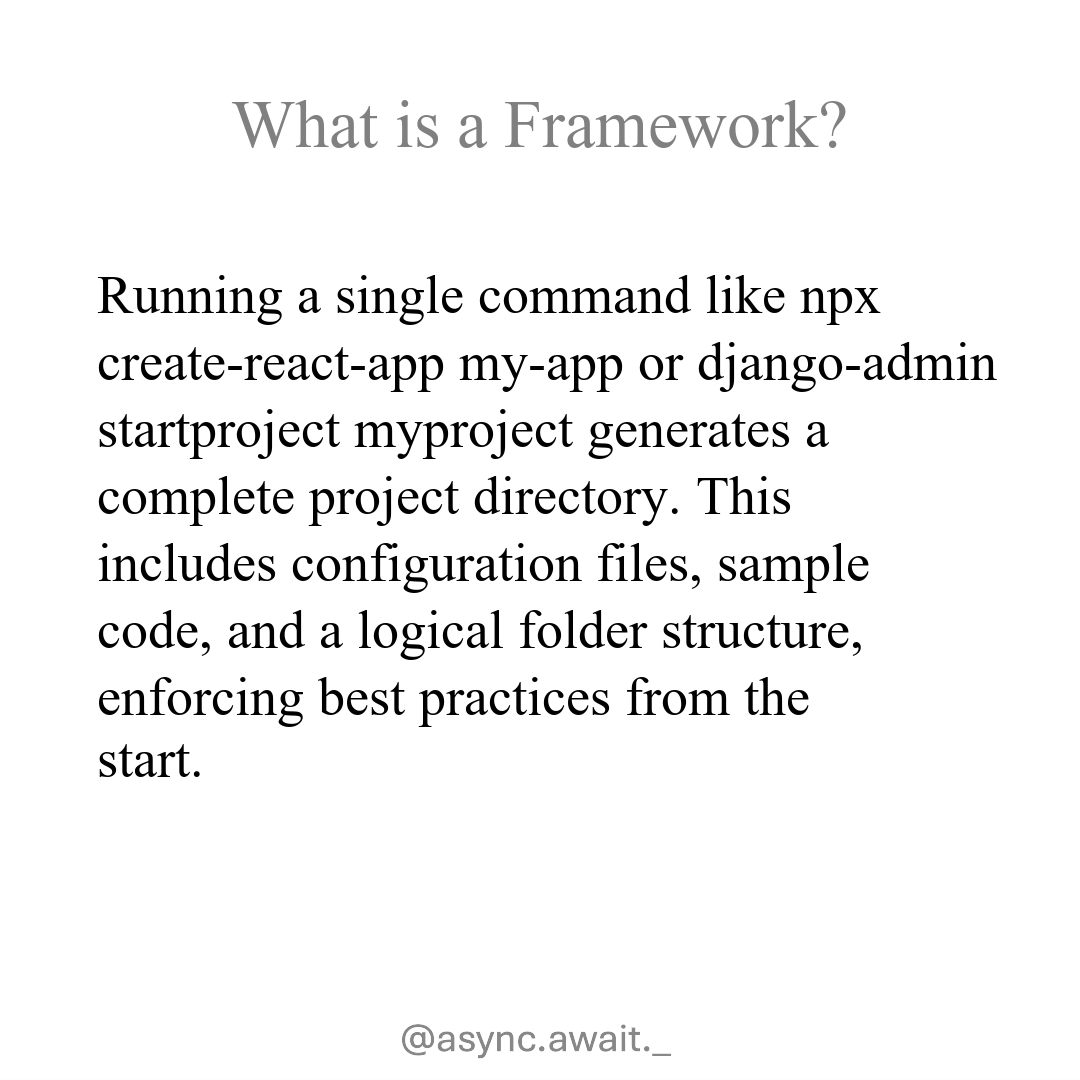 What is a Framework?
Running a single command like npx
create-react-app my-app or django-admin
startproject myproject generates a
complete project directory. This
includes configuration files, sample
code, and a logical folder structure,
enforcing best practices from the
start.
@async.await._